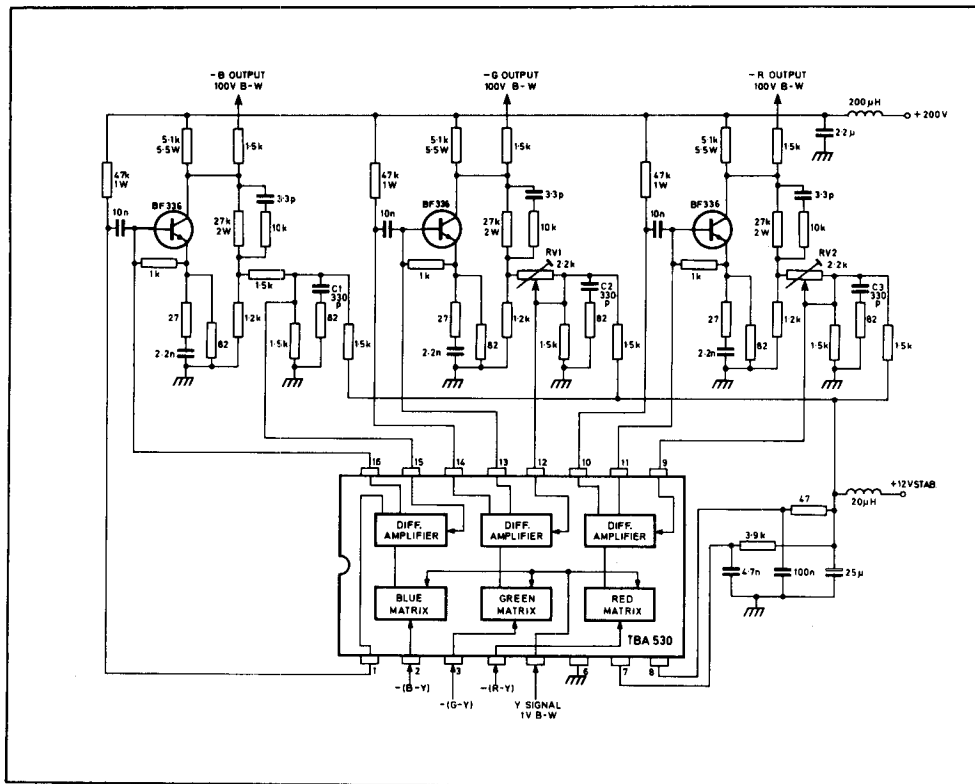 -B OUTPUT
100V B-W
-G OUTPUT
100V B-W
-R OUTPUT
100V B-W
200µH
+200V
2.2µ
47k
1W
5.1k
5.5W
1.5k
3.3p
10n
BF336
27k
2W
10k
1k
1.5k
C1
330
P
27
82
1.2k
1.5k
82
1.5k
2.2n
47k
1W
5.1k
5.5W
1.5k
3.3p
10n
BF336
27k
2W
10k
RV1
2.2k
1k
C2
330
P
27
82
1.2k
1.5k
82
1.5k
2.2n
47k
1W
5.1k
5.5W
1.5k
3.3p
10n
BF336
27k
2W
10k
RV2
2.2k
1k
C3
330
P
27
82
1.2k
1.5k
82
1.5k
2.2n
16
15
14
13
12
10
11
9
+12V STAB
20µH
47
3.9k
4.7n
100n
25µ
DIFF.
AMPLIFIER
DIFF.
AMPLIFIER
DIFF.
AMPLIFIER
BLUE
MATRIX
GREEN
MATRIX
RED
MATRIX
TBA 530
1
2
3
6
7
8
-(B-Y)
-(G-Y)
-(R-Y)
Y SIGNAL
1V B-W